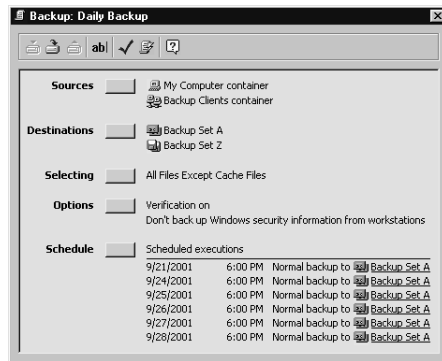 Backup: Daily Backup
ab|
Sources My Computer container
Backup Clients container
Destinations Backup Set A
Backup Set Z
Selecting All Files Except Cache Files
Options Verification on
Don't back up Windows security information from workstations
Schedule Scheduled executions
9/21/2001 6:00 PM Normal backup to Backup Set A
9/24/2001 6:00 PM Normal backup to Backup Set A
9/25/2001 6:00 PM Normal backup to Backup Set A
9/26/2001 6:00 PM Normal backup to Backup Set A
9/27/2001 6:00 PM Normal backup to Backup Set A
9/28/2001 6:00 PM Normal backup to Backup Set A